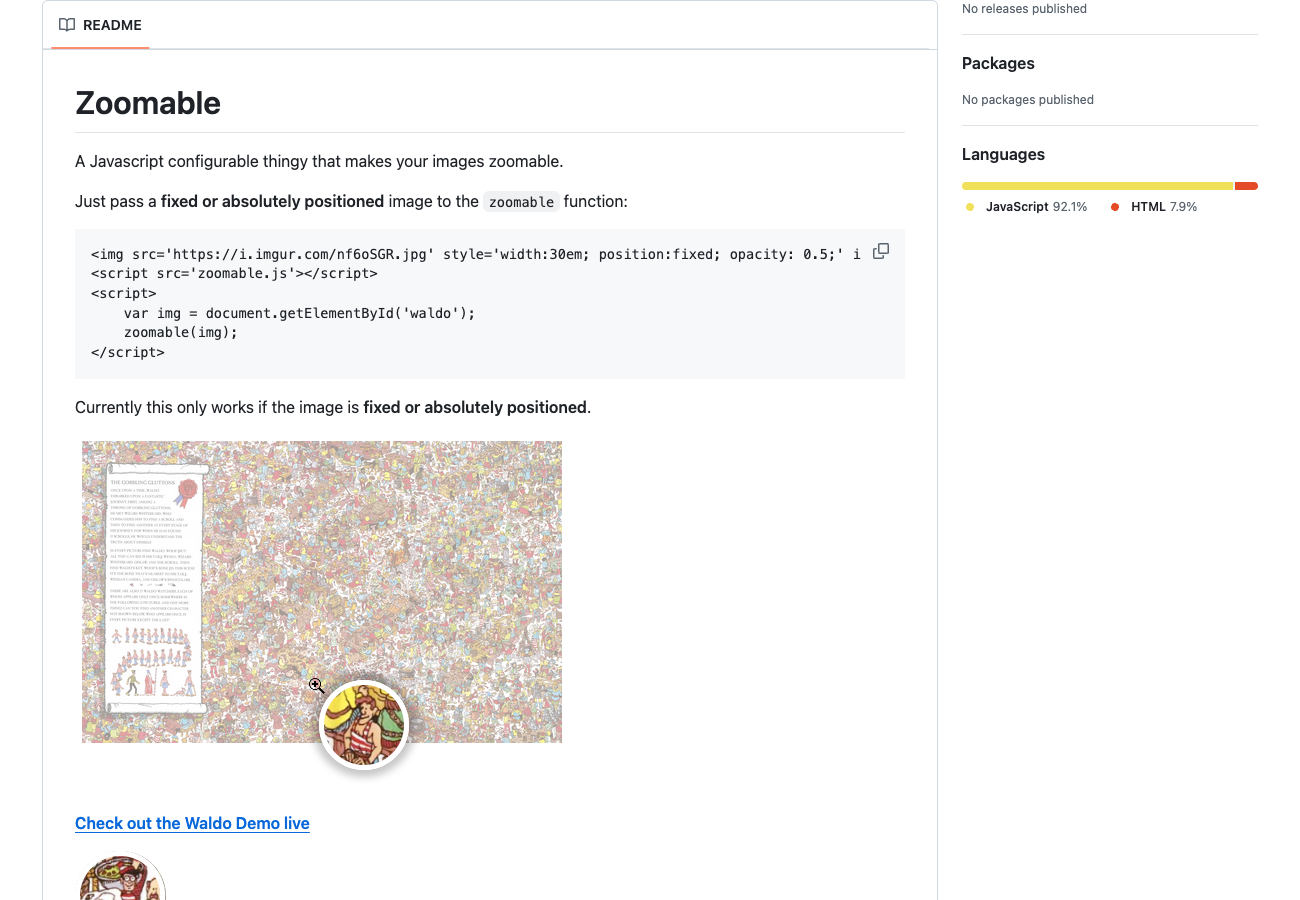 README
No releases published
Zoomable
A Javascript configurable thingy that makes your images zoomable.
Just pass a fixed or absolutely positioned image to the zoomable function:
<img src='https://i.imgur.com/nf6oSGR.jpg' style='width:30em; position:fixed; opacity: 0.5;' i
<script src='zoomable.js'></script>
<script>
    var img = document.getElementById('waldo');
    zoomable(img);
</script>
Currently this only works if the image is fixed or absolutely positioned.
THE GOBBLING GLUTTONS
Check out the Waldo Demo live
Packages
No packages published
Languages
JavaScript 92.1%
HTML 7.9%